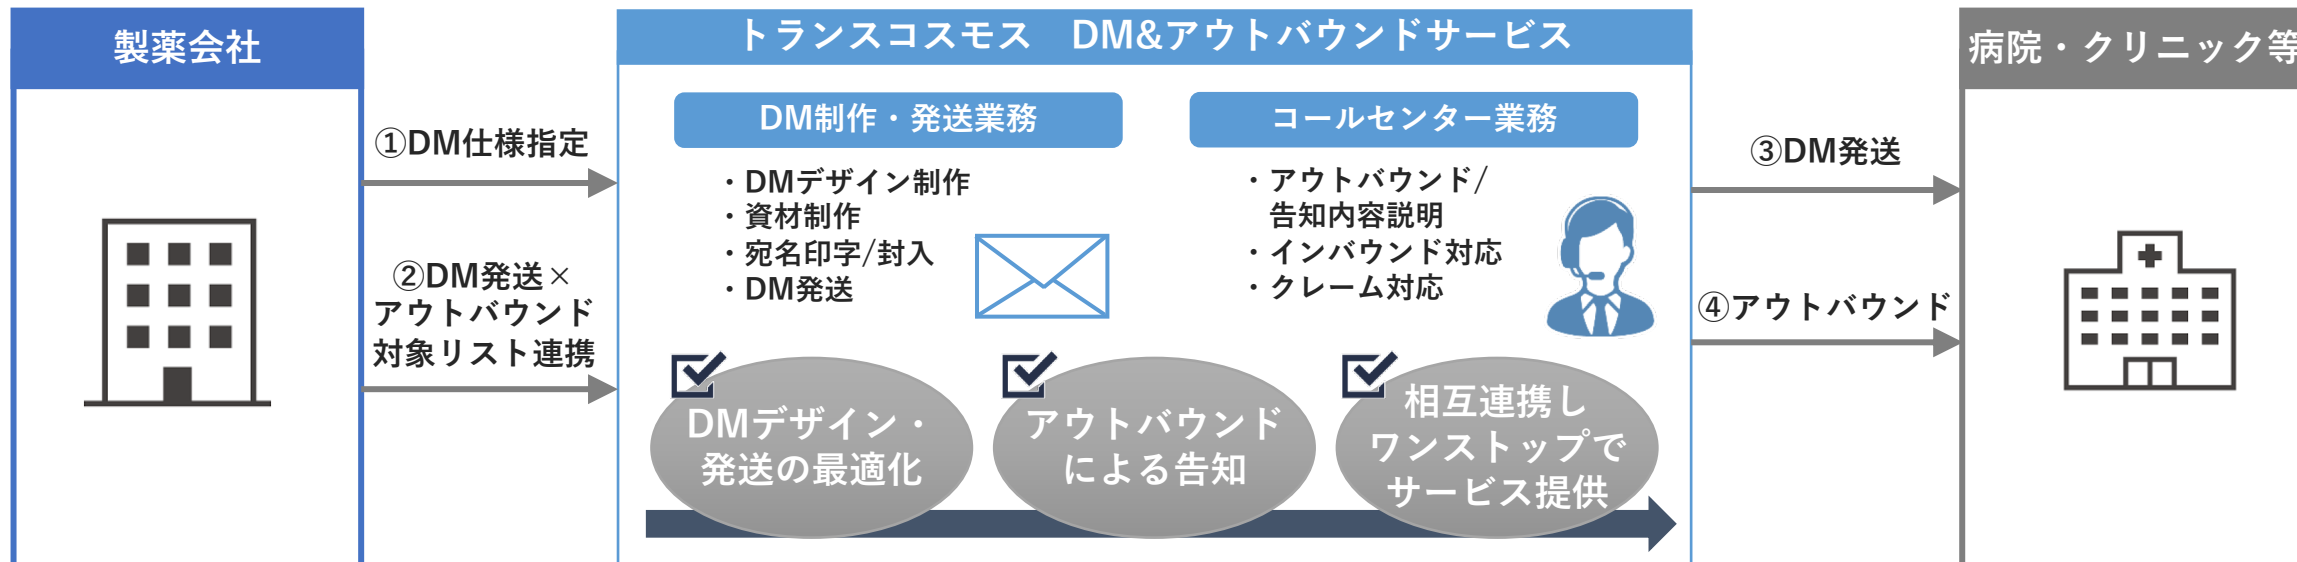 製薬会社
①DM仕様指定
②DM発送×
アウトバウンド
対象リスト連携
トランスコスモス　DM&アウトバウンドサービス
DM制作・発送業務
・DMデザイン制作
・資材制作
・宛名印字/封入
・DM発送
コールセンター業務
・アウトバウンド/
告知内容説明
・インバウンド対応
・クレーム対応
DMデザイン・
発送の最適化
アウトバウンド
による告知
相互連携し
ワンストップで
サービス提供
③DM発送
④アウトバウンド
病院・クリニック等